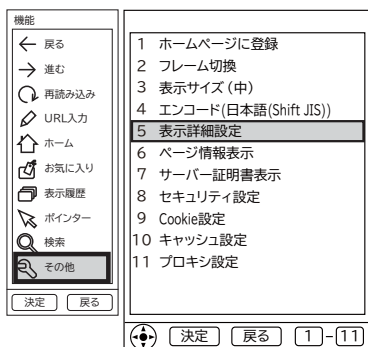 機能
戻る
進む
再読み込み
URL入力
ホーム
お気に入り
表示履歴
ポインター
検索
その他
決定 戻る
1 ホームページに登録
2 フレーム切換
3 表示サイズ(中)
4 エンコード(日本語(Shift JIS))
5 表示詳細設定
6 ページ情報表示
7 サーバー証明書表示
8 セキュリティ設定
9 Cookie設定
10 キャッシュ設定
11 プロキシ設定
決定 戻る 1-11